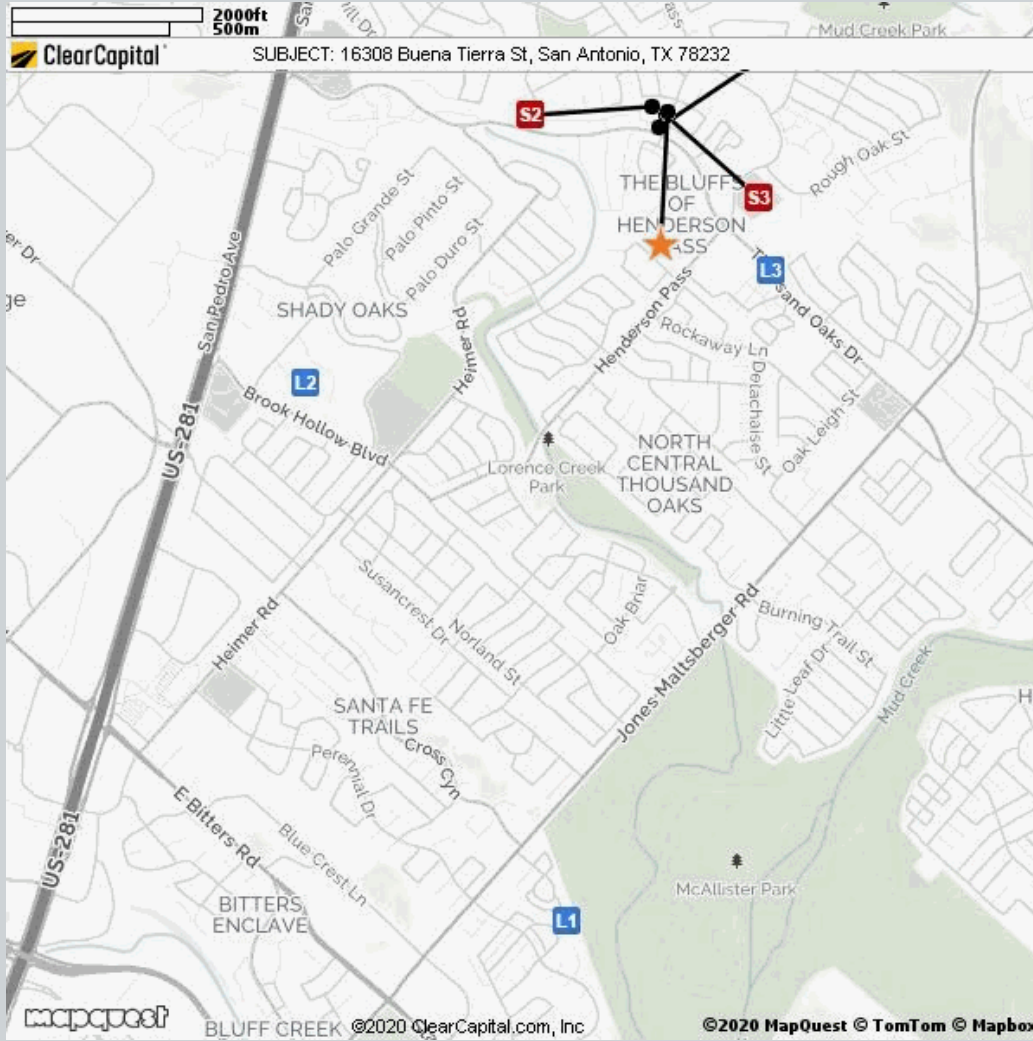 2000ft
500m
Mud Creek Park
ClearCapital
SUBJECT: 16308 Buena Tierra St, San Antonio, TX 78232
S2
Rough Oak St
THE BLUFFS
OF
HENDERSON
S3
Palo Grande St
Palo Pinto St
Palo Duro St
San Pedro Ave
L3
Henderson Pass
SHADY OAKS
Rockaway Ln
Heimer Rd
Delachaise St
L2
Brook Hollow Blvd
Oak Leigh St
US-281
Lorence Creek
Park
NORTH
CENTRAL
THOUSAND
OAKS
Susancrest Dr
Norland St
Oak Briar
Jones Maltsberger Rd
Burning Trail St
Heimer Rd
Little Leaf Dr
Mud Creek
SANTA FE
TRAILS
Cross Cyn
Perennial Dr
E Bitters Rd
Blue Crest Ln
US-281
McAllister Park
BITTERS
ENCLAVE
L1
mapquest
BLUFF CREEK
©2020 ClearCapital.com, Inc
©2020 MapQuest © TomTom © Mapbox